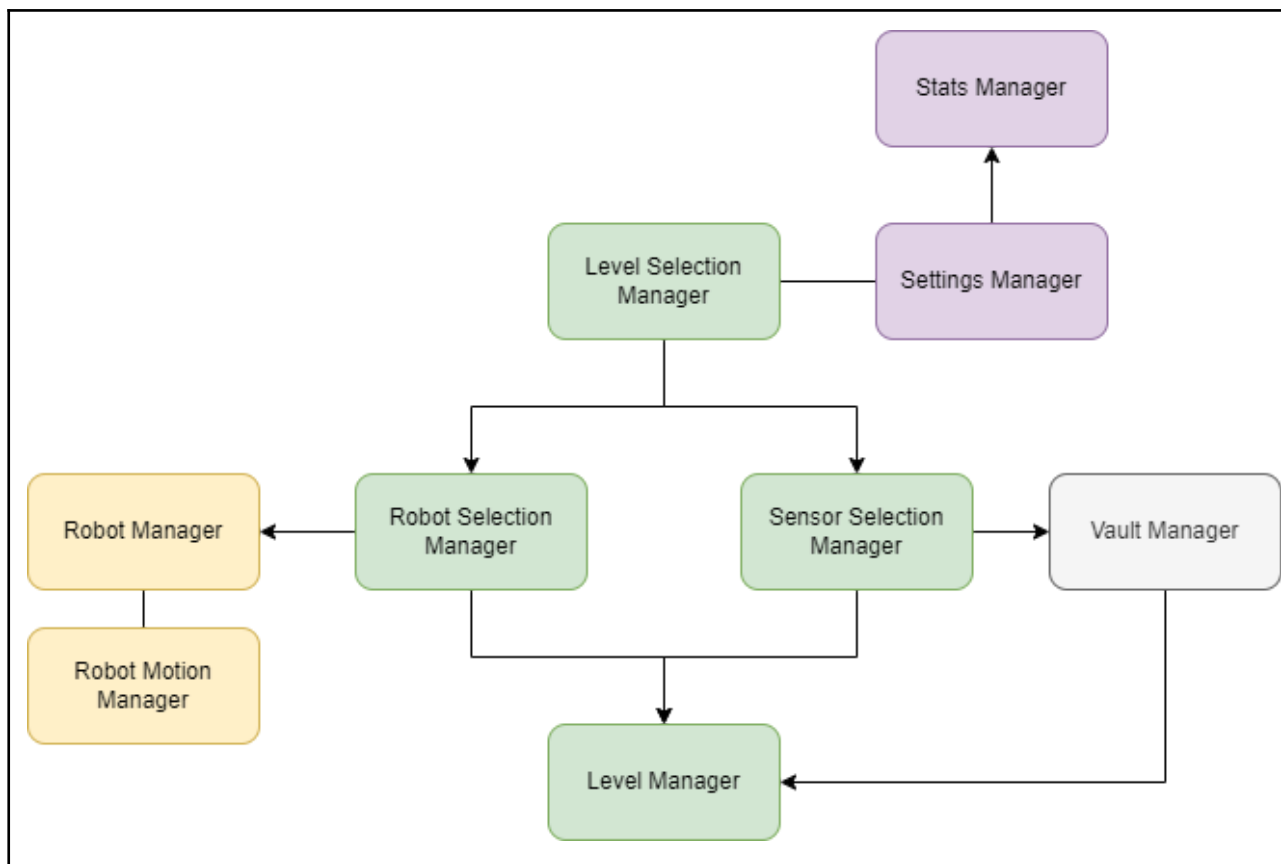 Stats Manager
Level Selection
Manager
Settings Manager
Robot Manager
Robot Selection
Manager
Sensor Selection
Manager
Vault Manager
Robot Motion
Manager
Level Manager